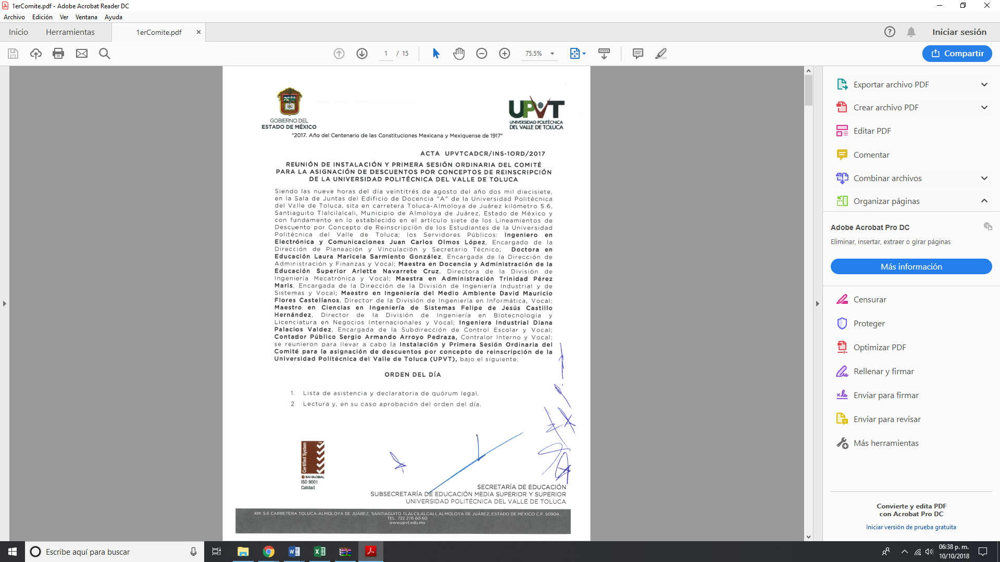 1erComite.pdf - Adobe Acrobat Reader DC
Archivo Edición Ver Ventana Ayuda
Inicio Herramientas 1erComite.pdf Iniciar sesión
1 / 15 75.5% Compartir
GOBIERNO DEL
ESTADO DE MÉXICO
UPVT
UNIVERSIDAD POLITÉCNICA
DEL VALLE DE TOLUCA
"2017. Año del Centenario de las Constituciones Mexicana y Mexiquense de 1917"
ACTA UPVTCADCR/INS-1ORD/2017
REUNIÓN DE INSTALACIÓN Y PRIMERA SESIÓN ORDINARIA DEL COMITÉ
PARA LA ASIGNACIÓN DE DESCUENTOS POR CONCEPTOS DE REINSCRIPCIÓN
DE LA UNIVERSIDAD POLITÉCNICA DEL VALLE DE TOLUCA
Siendo las nueve horas del día veintitrés de agosto del año dos mil diecisiete,
en la Sala de Juntas del Edificio de Docencia "A" de la Universidad Politécnica
del Valle de Toluca, sita en carretera Toluca-Almoloya de Juárez kilómetro 5.6,
Santiaguito Tlalcilalcali, Municipio de Almoloya de Juárez, Estado de México y
con fundamento en lo establecido en el artículo siete de los Lineamientos de
Descuento por Concepto de Reinscripción de los Estudiantes de la Universidad
Politécnica del Valle de Toluca; los Servidores Públicos: Ingeniero en
Electrónica y Comunicaciones Juan Carlos Olmos López, Encargado de la
Dirección de Planeación y Vinculación y Secretario Técnico; Doctora en
Educación Laura Maricela Sarmiento González, Encargada de la Dirección de
Administración y Finanzas y Vocal; Maestra en Docencia y Administración de la
Educación Superior Arlette Navarrete Cruz, Directora de la División de
Ingeniería Mecatrónica y Vocal; Maestra en Administración Trinidad Pérez
Maris, Encargada de la Dirección de la División de Ingeniería Industrial y de
Sistemas y Vocal; Maestro en Ingeniería del Medio Ambiente David Mauricio
Flores Castellanos, Director de la División de Ingeniería en Informática, Vocal;
Maestro en Ciencias en Ingeniería de Sistemas Felipe de Jesús Castillo
Hernández, Director de la División de Ingeniería en Biotecnología y
Licenciatura en Negocios Internacionales y Vocal; Ingeniera Industrial Diana
Palacios Valdez, Encargada de la Subdirección de Control Escolar y Vocal;
Contador Público Sergio Armando Arroyo Pedraza, Contralor Interno y Vocal;
se reunieron para llevar a cabo la Instalación y Primera Sesión Ordinaria del
Comité para la asignación de descuentos por concepto de reinscripción de la
Universidad Politécnica del Valle de Toluca (UPVT), bajo el siguiente:
ORDEN DEL DÍA
1. Lista de asistencia y declaratoria de quórum legal.
2. Lectura y, en su caso aprobación del orden del día.
Certified System
SAI GLOBAL
ISO 9001
Calidad
SECRETARÍA DE EDUCACIÓN
SUBSECRETARÍA DE EDUCACIÓN MEDIA SUPERIOR Y SUPERIOR
UNIVERSIDAD POLITÉCNICA DEL VALLE DE TOLUCA
KM. 5.6 CARRETERA TOLUCA-ALMOLOYA DE JUÁREZ, SANTIAGUITO TLALCILALCALI, ALMOLOYA DE JUÁREZ, ESTADO DE MÉXICO C.P. 50904.
TEL. 722 276 60 60
www.upvt.edu.mx
Exportar archivo PDF
Crear archivo PDF
Editar PDF
Comentar
Combinar archivos
Organizar páginas
Adobe Acrobat Pro DC
Eliminar, insertar, extraer o girar páginas
Más información
Censurar
Proteger
Optimizar PDF
Rellenar y firmar
Enviar para firmar
Enviar para revisar
Más herramientas
Convierte y edita PDF
con Acrobat Pro DC
Iniciar versión de prueba gratuita
Escribe aquí para buscar
06:38 p. m.
10/10/2018